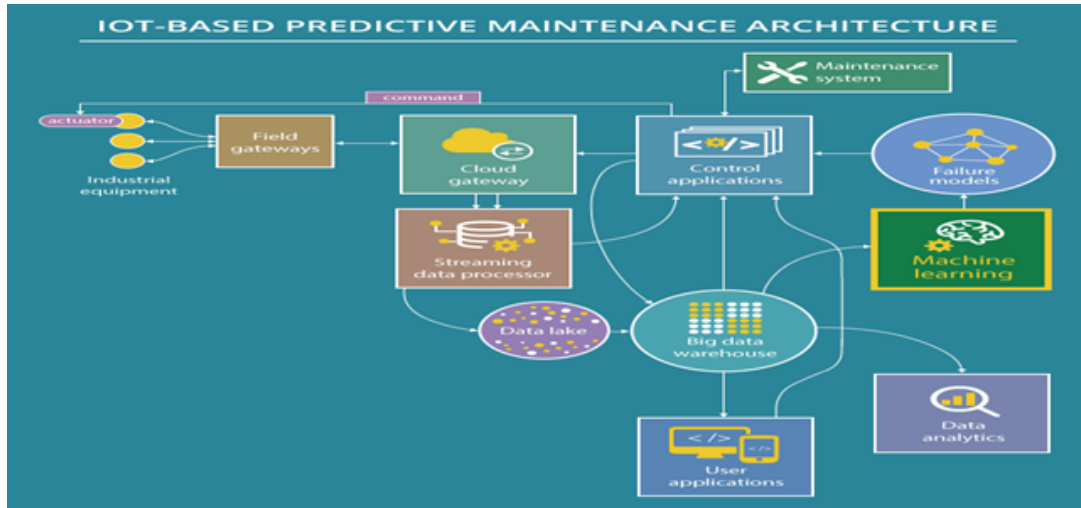 IOT-BASED PREDICTIVE MAINTENANCE ARCHITECTURE
Maintenance
system
command
actuator
Industrial
equipment
Field
gateways
Cloud
gateway
</>
Control
applications
Failure
models
Streaming
data processor
Machine
learning
Data lake
Big data
warehouse
Data
analytics
</>
</>
User
applications